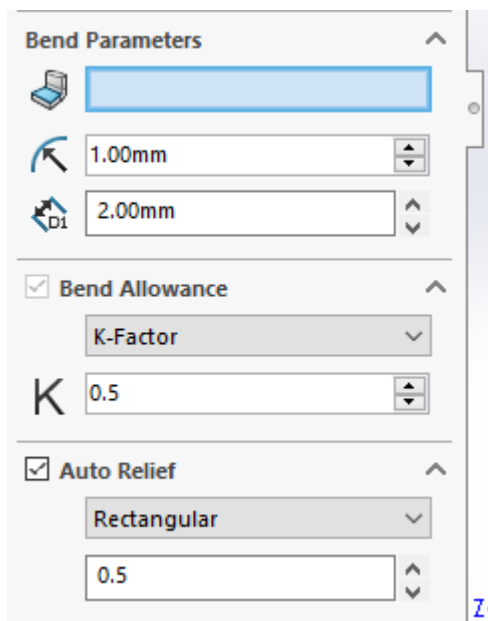 Bend Parameters
1.00mm
D1
2.00mm
Bend Allowance
K-Factor
K
0.5
Auto Relief
Rectangular
0.5